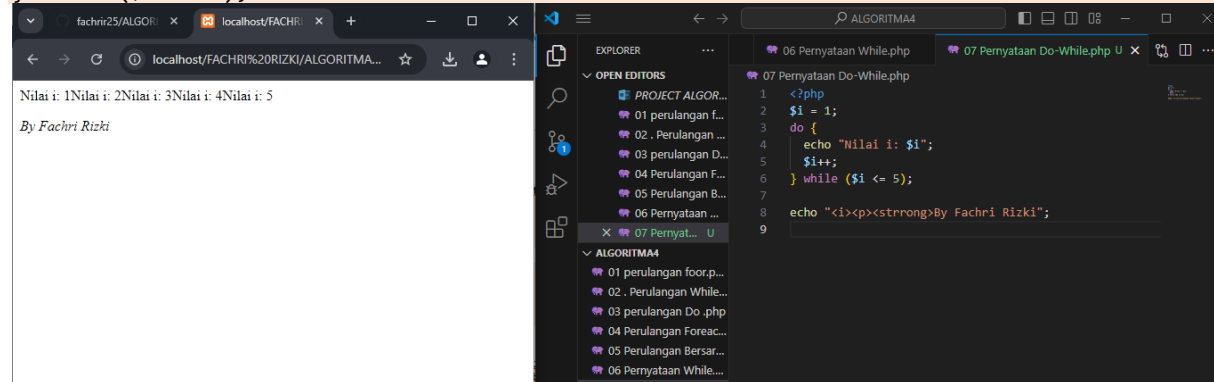 fachrir25/ALGORI
localhost/FACHRI
localhost/FACHRI%20RIZKI/ALGORITMA...
Nilai i: 1Nilai i: 2Nilai i: 3Nilai i: 4Nilai i: 5
By Fachri Rizki
ALGORITMA4
EXPLORER
06 Pernyataan While.php
07 Pernyataan Do-While.php U
OPEN EDITORS
PROJECT ALGOR...
01 perulangan f...
02 . Perulangan ...
03 perulangan D...
04 Perulangan F...
05 Perulangan B...
06 Pernyataan ...
07 Pernyat... U
ALGORITMA4
01 perulangan foor.p...
02 . Perulangan While...
03 perulangan Do .php
04 Perulangan Foreac...
05 Perulangan Bersar...
06 Pernyataan While....
1
07 Pernyataan Do-While.php
1 <?php
2 $i = 1;
3 do {
4 echo "Nilai i: $i";
5 $i++;
6 } while ($i <= 5);
7
8 echo "<i><p><strrong>By Fachri Rizki";
9